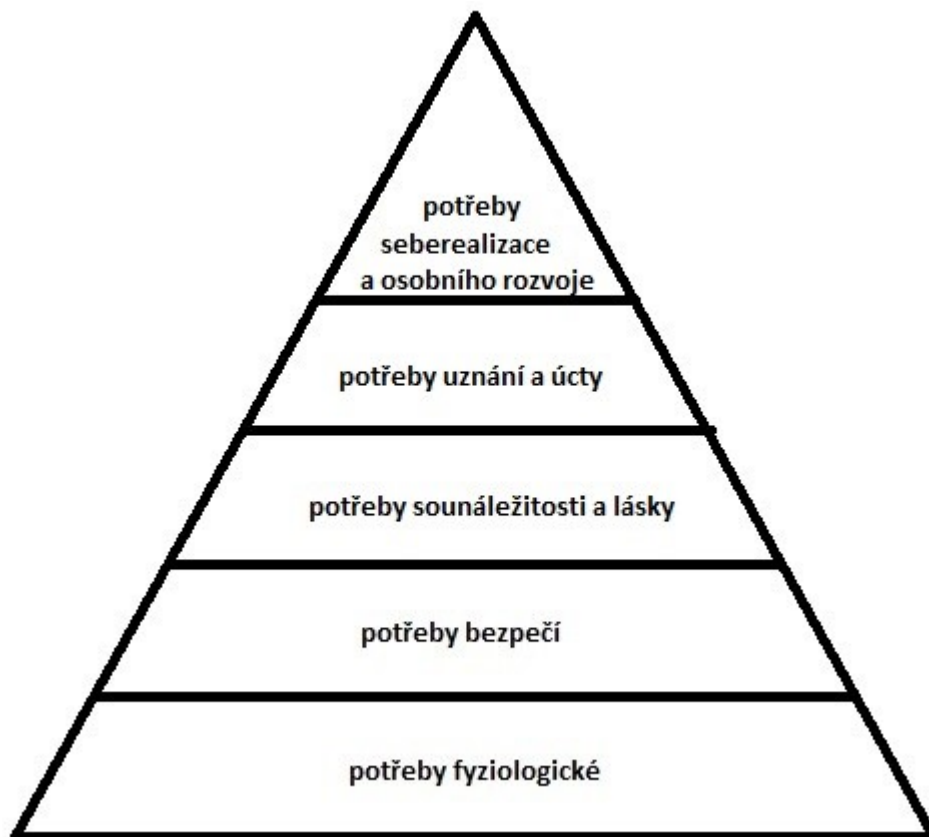 potřeby
seberealizace
a osobního rozvoje
potřeby uznání a úcty
potřeby sounáležitosti a lásky
potřeby bezpečí
potřeby fyziologické